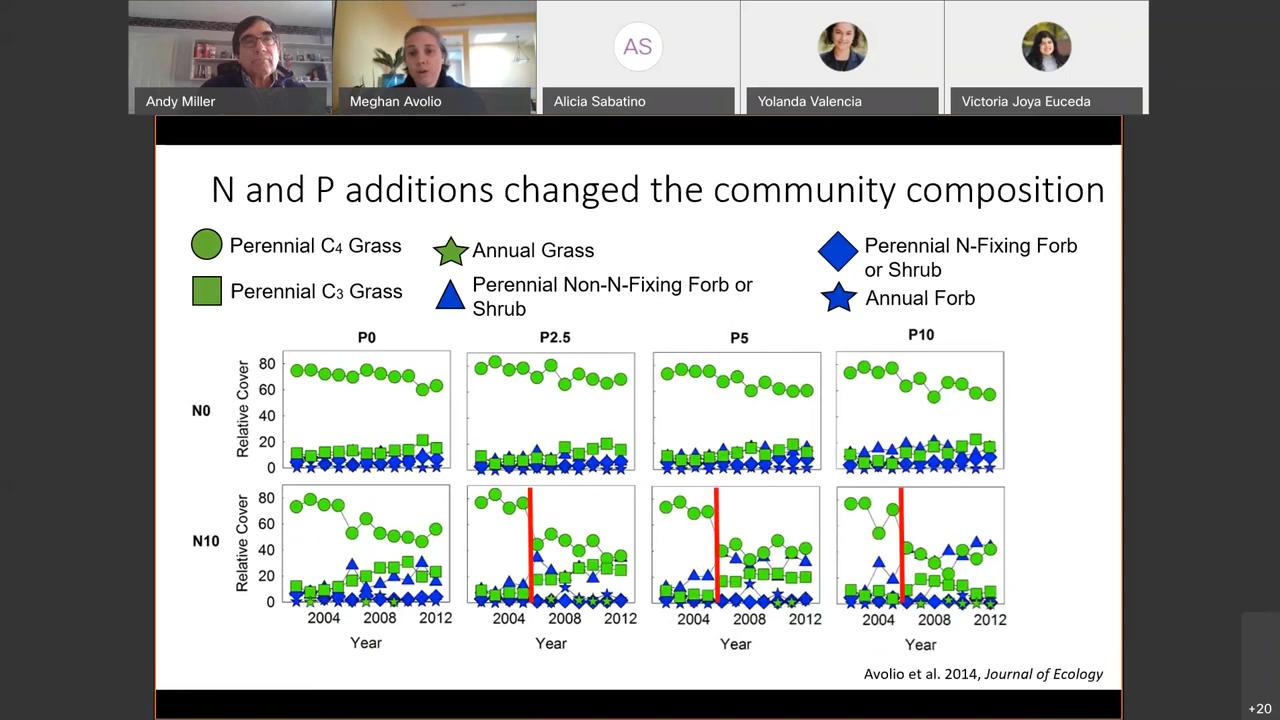 AS
Andy Miller
Meghan Avolio
Alicia Sabatino
Yolanda Valencia
Victoria Joya Euceda
N and P additions changed the community composition
Perennial C₄ Grass
Annual Grass
Perennial N-Fixing Forb
or Shrub
Perennial C₃ Grass
Perennial Non-N-Fixing Forb or
Shrub
Annual Forb
P0
P2.5
P5
P10
N0
Relative Cover
80
60
40
20
0
N10
Relative Cover
80
60
40
20
0
2004 2008 2012
2004 2008 2012
2004 2008 2012
2004 2008 2012
Year
Year
Year
Year
Avolio et al. 2014, Journal of Ecology
+20